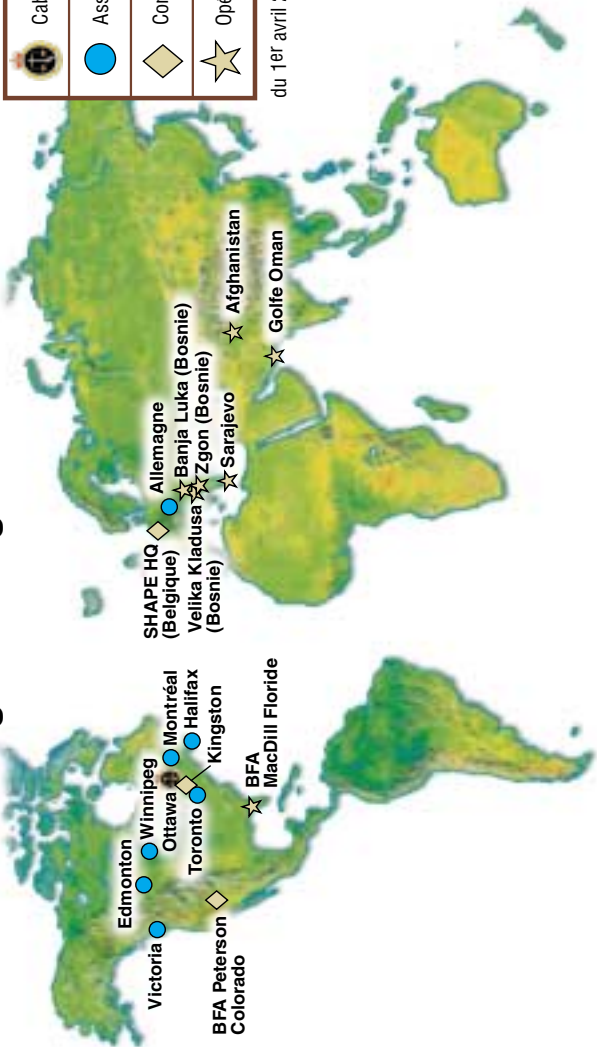 Victoria
Edmonton
Winnipeg
Ottawa
Montréal
Halifax
Kingston
Toronto
BFA Peterson
Colorado
BFA
MacDill Floride
SHAPE HQ
(Belgique)
Allemagne
Velika Kladusa
(Bosnie)
Banja Luka (Bosnie)
Zgon (Bosnie)
Sarajevo
Afghanistan
Golfe Oman
du 1er avril